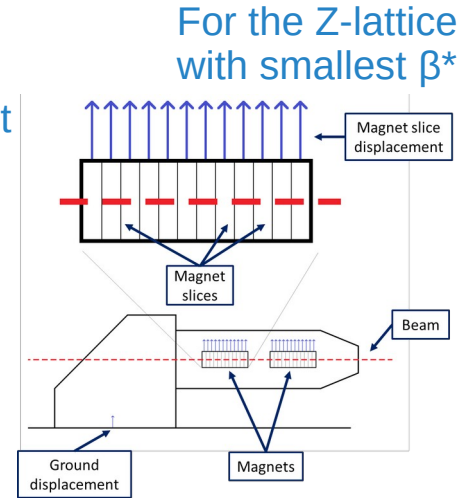 For the Z-lattice
with smallest β*
t
Magnet slice
displacement
Magnet
slices
Beam
Ground
displacement
Magnets